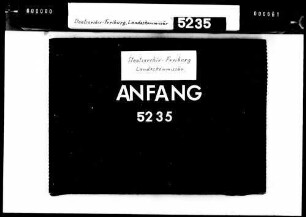 Staatsarchiv Freiburg, Landeskommissär 5235
Staatsarchiv Freiburg
Landeskommissär
ANFANG
5235